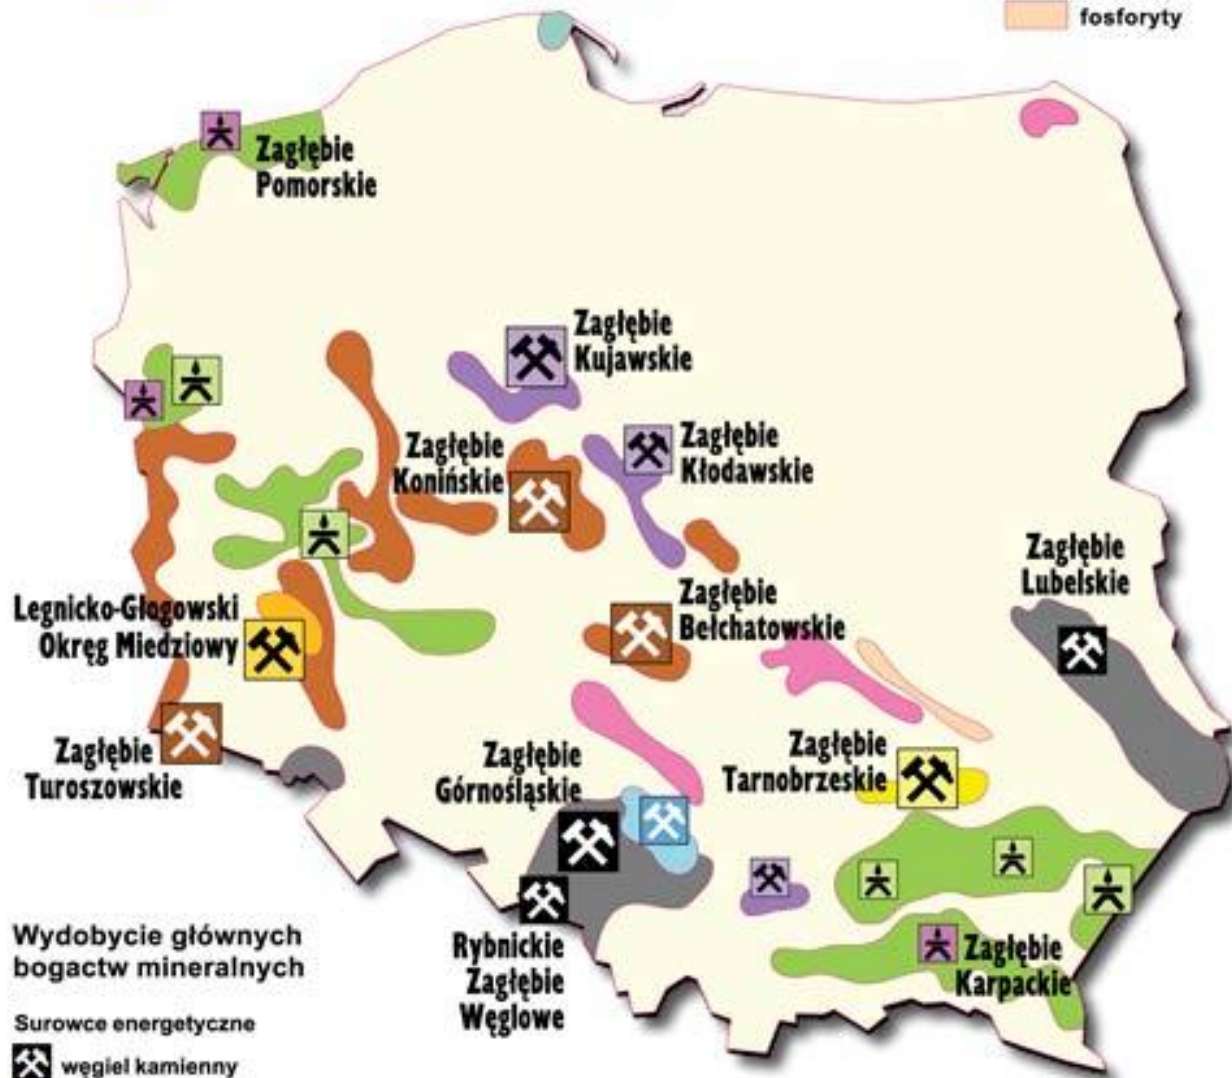 fosforyty
Zagłębie
Pomorskie
Zagłębie
Kujawskie
Zagłębie
Konińskie
Zagłębie
Kłodawskie
Zagłębie
Lubelskie
Legnicko-Głogowski
Okręg Miedziowy
Zagłębie
Bełchatowskie
Zagłębie
Turoszowskie
Zagłębie
Górnośląskie
Zagłębie
Tarnobrzeskie
Rybnickie
Zagłębie
Węglowe
Zagłębie
Karpackie
Wydobycie głównych
bogactw mineralnych
Surowce energetyczne
węgiel kamienny